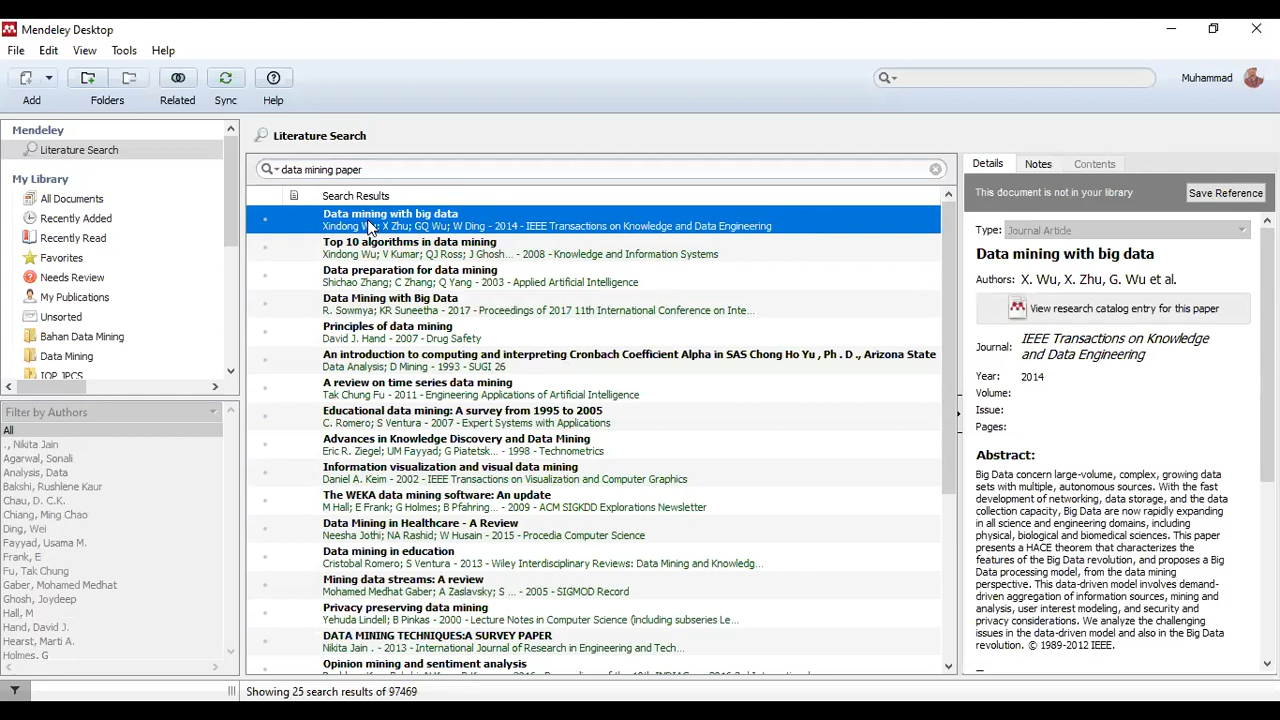 Mendeley Desktop
File Edit View Tools Help
Add Folders Related Sync Help
Muhammad
Mendeley
Literature Search
My Library
All Documents
Recently Added
Recently Read
Favorites
Needs Review
My Publications
Unsorted
Bahan Data Mining
Data Mining
Filter by Authors
All
., Nikita Jain
Agarwal, Sonali
Analysis, Data
Bakshi, Rushlene Kaur
Chau, D. C.K.
Chiang, Ming Chao
Ding, Wei
Fayyad, Usama M.
Frank, E
Fu, Tak Chung
Gaber, Mohamed Medhat
Ghosh, Joydeep
Hall, M
Hand, David J.
Hearst, Marti A.
Holmes, G
Literature Search
data mining paper
Search Results
Data mining with big data
Xindong Wu; X Zhu; GQ Wu; W Ding - 2014 - IEEE Transactions on Knowledge and Data Engineering
Top 10 algorithms in data mining
Xindong Wu; V Kumar; QJ Ross; J Ghosh... - 2008 - Knowledge and Information Systems
Data preparation for data mining
Shichao Zhang; C Zhang; Q Yang - 2003 - Applied Artificial Intelligence
Data Mining with Big Data
R. Sowmya; KR Suneetha - 2017 - Proceedings of 2017 11th International Conference on Inte...
Principles of data mining
David J. Hand - 2007 - Drug Safety
An introduction to computing and interpreting Cronbach Coefficient Alpha in SAS Chong Ho Yu , Ph . D ., Arizona State
Data Analysis; D Mining - 1993 - SUGI 26
A review on time series data mining
Tak Chung Fu - 2011 - Engineering Applications of Artificial Intelligence
Educational data mining: A survey from 1995 to 2005
C. Romero; S Ventura - 2007 - Expert Systems with Applications
Advances in Knowledge Discovery and Data Mining
Eric R. Ziegel; UM Fayyad; G Piatetsk... - 1998 - Technometrics
Information visualization and visual data mining
Daniel A. Keim - 2002 - IEEE Transactions on Visualization and Computer Graphics
The WEKA data mining software: An update
M Hall; E Frank; G Holmes; B Pfahring... - 2009 - ACM SIGKDD Explorations Newsletter
Data Mining in Healthcare - A Review
Neesha Jothi; NA Rashid; W Husain - 2015 - Procedia Computer Science
Data mining in education
Cristobal Romero; S Ventura - 2013 - Wiley Interdisciplinary Reviews: Data Mining and Knowledg...
Mining data streams: A review
Mohamed Medhat Gaber; A Zaslavsky; S ... - 2005 - SIGMOD Record
Privacy preserving data mining
Yehuda Lindell; B Pinkas - 2000 - Lecture Notes in Computer Science (including subseries Le...
DATA MINING TECHNIQUES:A SURVEY PAPER
Nikita Jain . - 2013 - International Journal of Research in Engineering and Tech...
Opinion mining and sentiment analysis
Showing 25 search results of 97469
Details Notes Contents
This document is not in your library Save Reference
Type: Journal Article
Data mining with big data
Authors: X. Wu, X. Zhu, G. Wu et al.
View research catalog entry for this paper
Journal: IEEE Transactions on Knowledge
and Data Engineering
Year: 2014
Volume:
Issue:
Pages:
Abstract:
Big Data concern large-volume, complex, growing data
sets with multiple, autonomous sources. With the fast
development of networking, data storage, and the data
collection capacity, Big Data are now rapidly expanding
in all science and engineering domains, including
physical, biological and biomedical sciences. This paper
presents a HACE theorem that characterizes the
features of the Big Data revolution, and proposes a Big
Data processing model, from the data mining
perspective. This data-driven model involves demand-
driven aggregation of information sources, mining and
analysis, user interest modeling, and security and
privacy considerations. We analyze the challenging
issues in the data-driven model and also in the Big Data
revolution. © 1989-2012 IEEE.